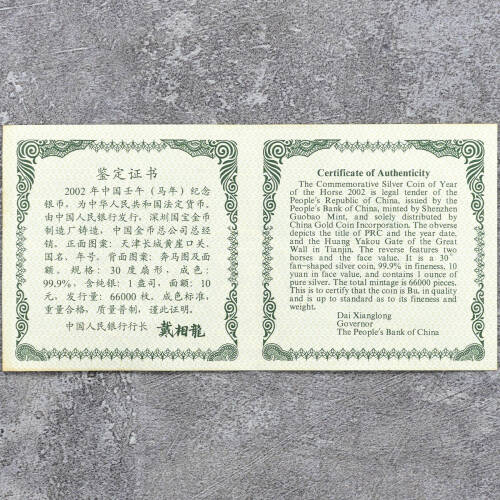 鉴定证书
2002年中国壬午（马年）纪念
银币，为中华人民共和国法定货币。
由中国人民银行发行，深圳国宝金币
制造厂铸造，中国金币总公司总经
销。正面图案：天津长城黄崖口关、
国名、年号。背面图案：奔马图及面
额。规格：30度扇形，成色：
99.9%，含纯银：1盎司，面额：10
元，发行量：66000枚。成色标准，
重量合格，质量普制，谨此证明。
中国人民银行行长 戴相龍
Certificate of Authenticity
The Commemorative Silver Coin of Year
of the Horse 2002 is legal tender of the
People's Republic of China, issued by the
People's Bank of China, minted by Shenzhen
Guobao Mint, and solely distributed by
China Gold Coin Incorporation. The obverse
depicts the title of PRC and the year date,
and the Huang Yakou Gate of the Great
Wall in Tianjin. The reverse features two
horses and the face value. It is a 30°
fan-shaped silver coin, 99.9% in fineness, 10
yuan in face value, and contains 1 ounce of
pure silver. The total mintage is 66000 pieces.
This is to certify that the coin is Bu. in quality
and is up to standard as to its fineness and
weight.
Dai Xianglong
Governor
The People's Bank of China